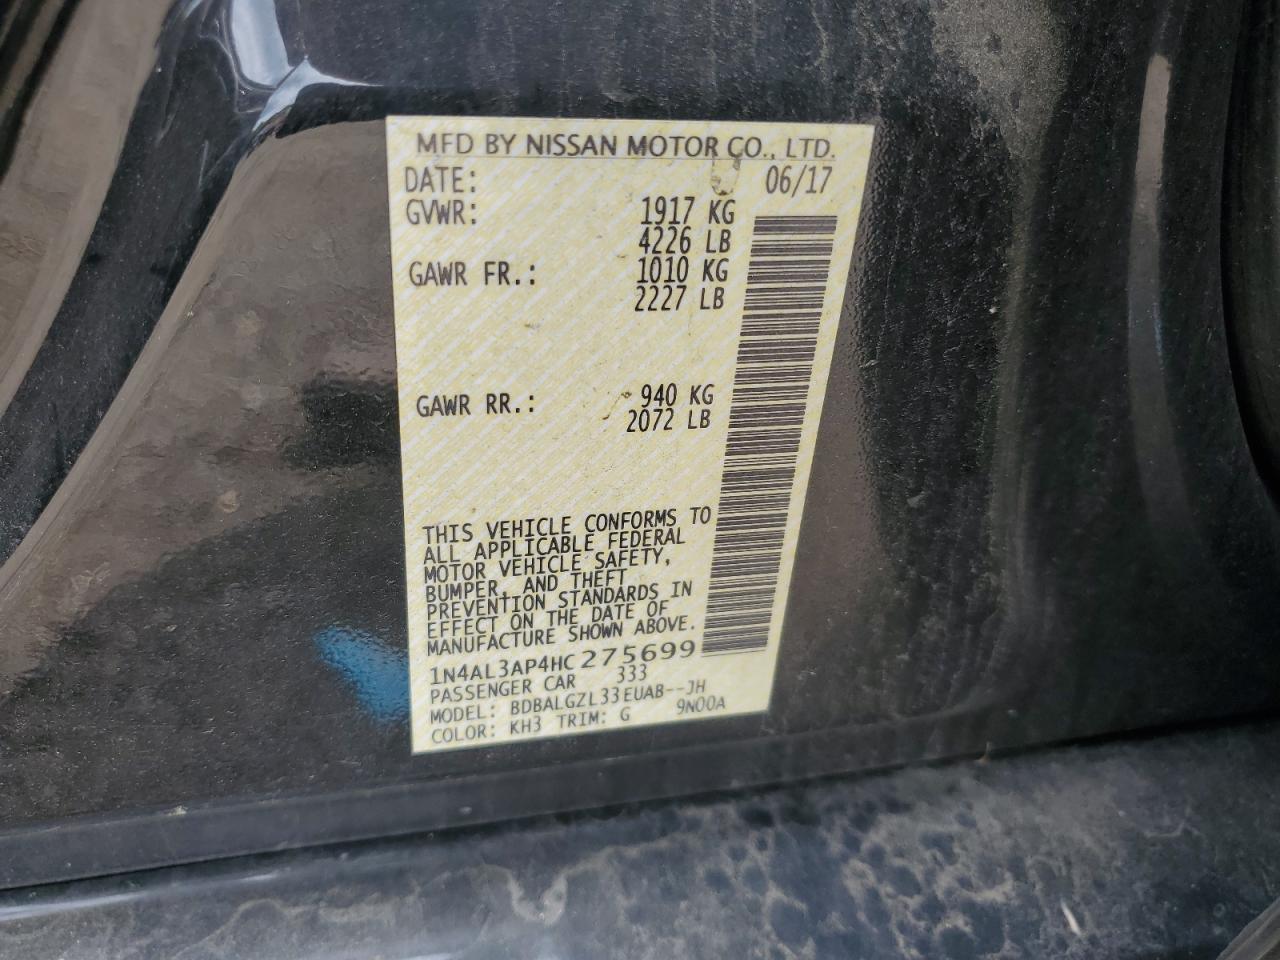 MFD BY NISSAN MOTOR CO., LTD.
DATE: 06/17
GVWR: 1917 KG
4226 LB
GAWR FR.: 1010 KG
2227 LB
GAWR RR.: 940 KG
2072 LB
THIS VEHICLE CONFORMS TO
ALL APPLICABLE FEDERAL
MOTOR VEHICLE SAFETY,
BUMPER, AND THEFT
PREVENTION STANDARDS IN
EFFECT ON THE DATE OF
MANUFACTURE SHOWN ABOVE.
1N4AL3AP4HC275699
PASSENGER CAR 333
MODEL: BDBALGZL33EUAB--JH
COLOR: KH3 TRIM: G 9N00A